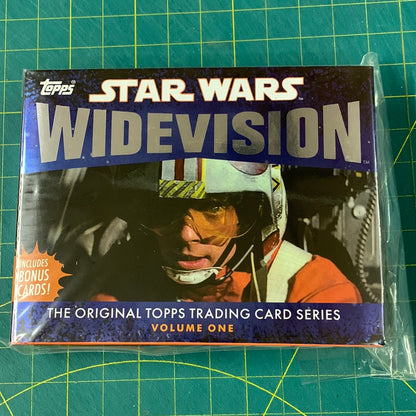 Topps
STAR WARS
WIDEVISION
INCLUDES
BONUS
CARDS!
THE ORIGINAL TOPPS TRADING CARD SERIES
VOLUME ONE